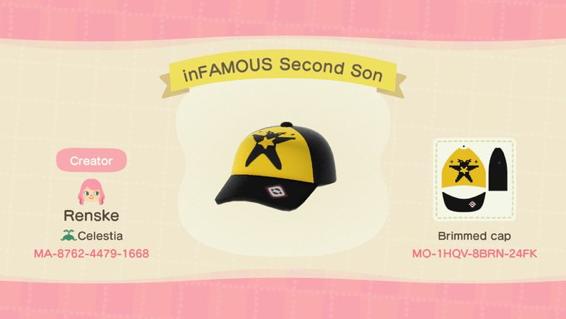 inFAMOUS Second Son
Creator
Renske
Celestia
MA-8762-4479-1668
Brimmed cap
MO-1HQV-8BRN-24FK